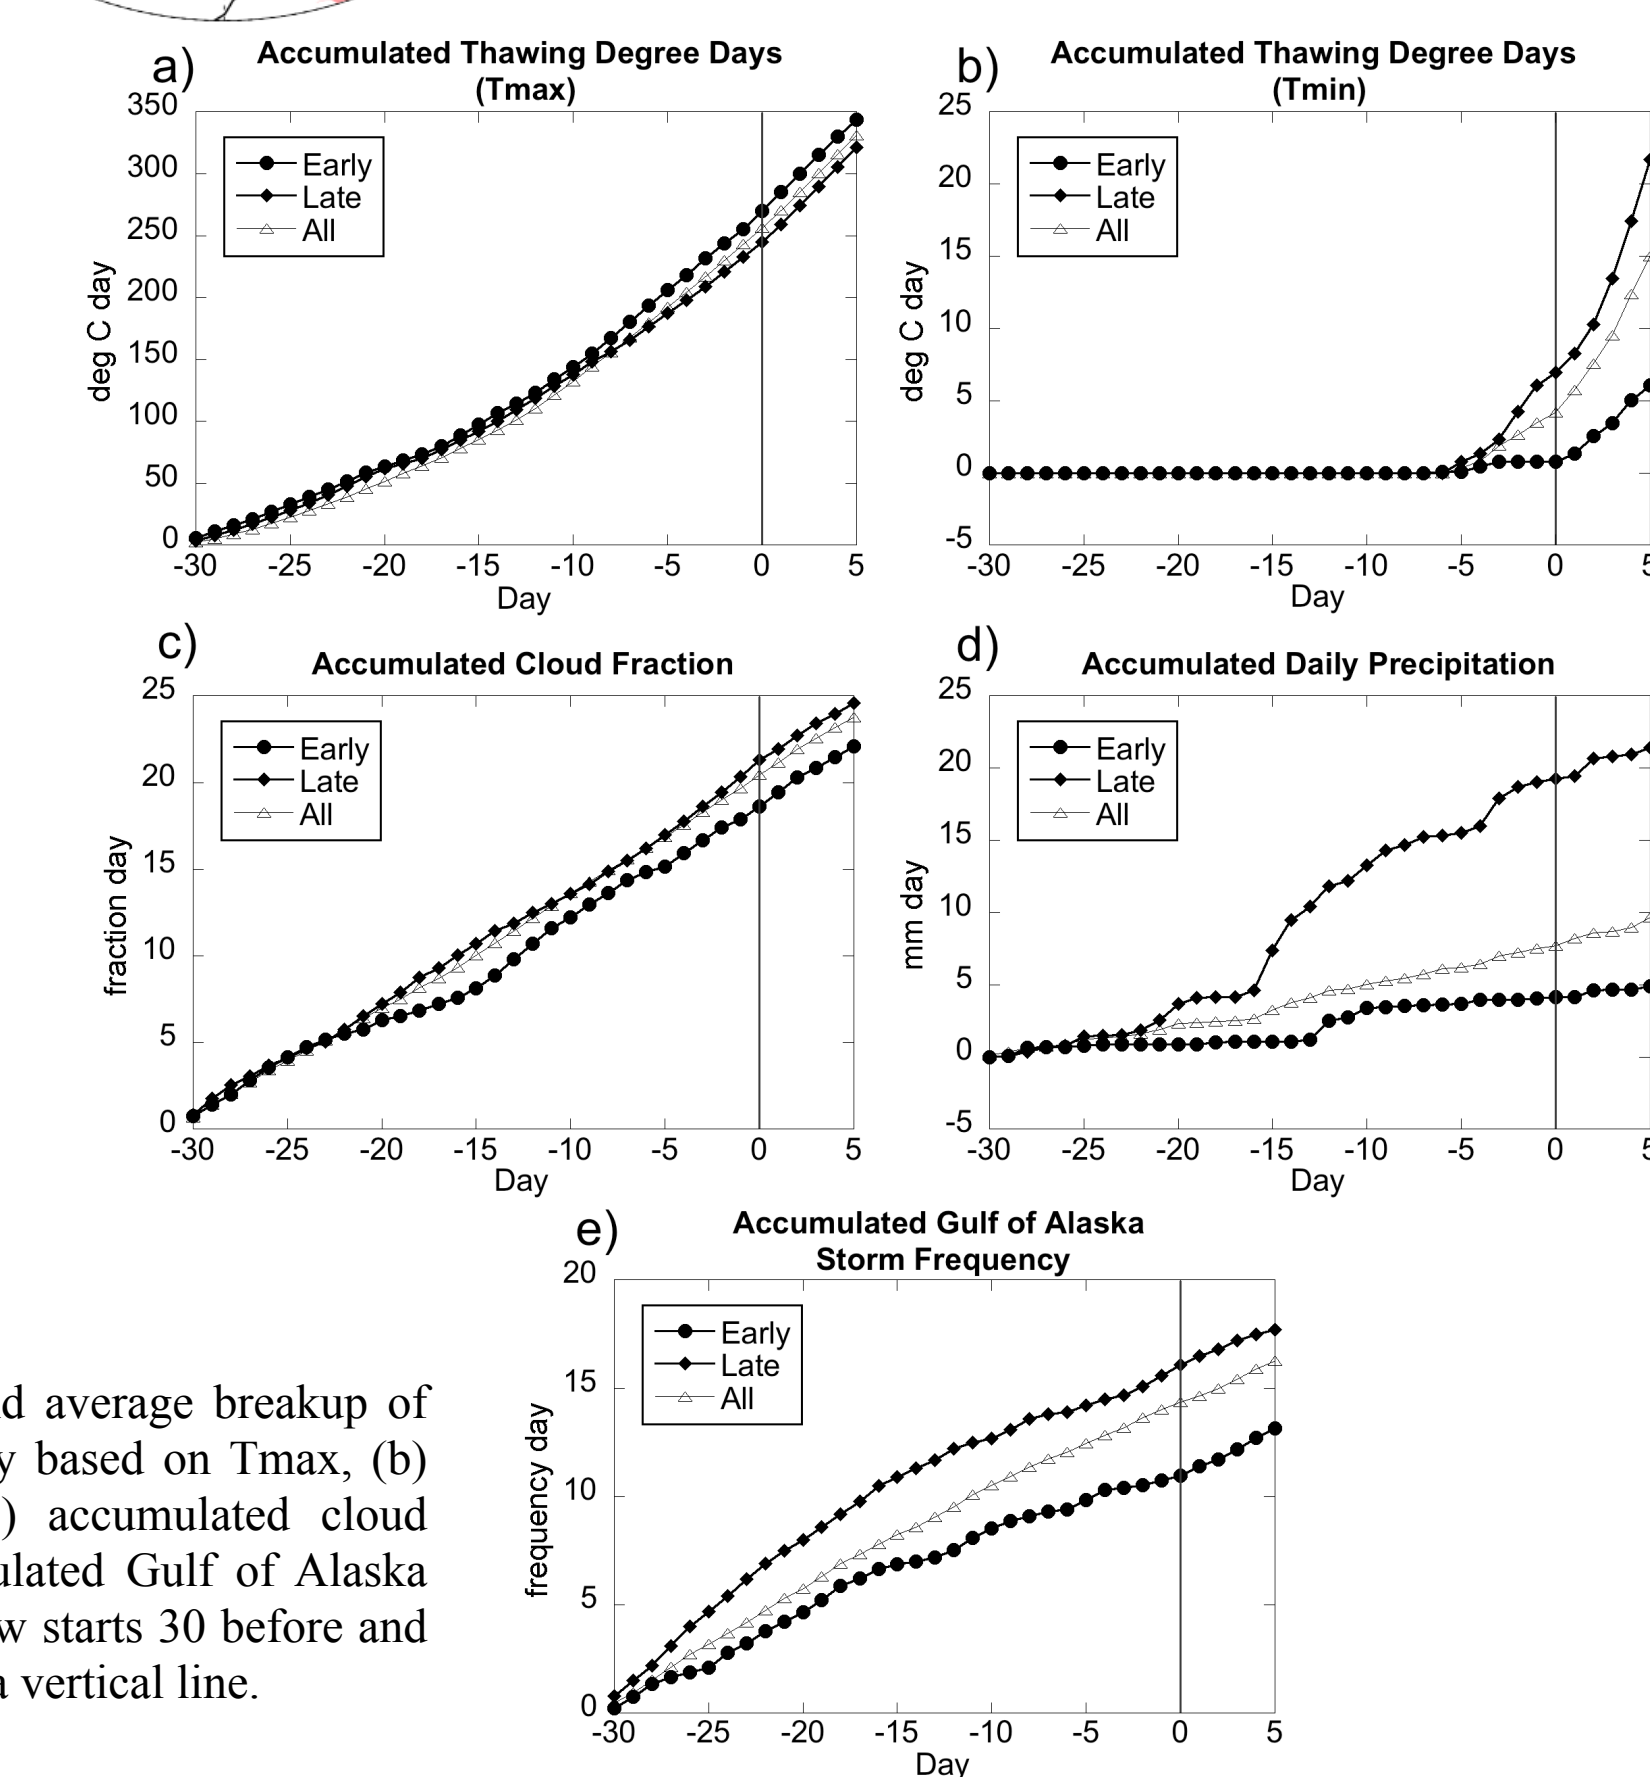 a)
Accumulated Thawing Degree Days
(Tmax)
350
300
250
200
150
100
50
0
deg C day
Early
Late
All
-30 -25 -20 -15 -10 -5 0 5
Day
b)
Accumulated Thawing Degree Days
(Tmin)
25
20
15
10
5
0
-5
deg C day
Early
Late
All
-30 -25 -20 -15 -10 -5 0 5
Day
c)
Accumulated Cloud Fraction
25
20
15
10
5
0
fraction day
Early
Late
All
-30 -25 -20 -15 -10 -5 0 5
Day
d)
Accumulated Daily Precipitation
25
20
15
10
5
0
-5
mm day
Early
Late
All
-30 -25 -20 -15 -10 -5 0 5
Day
e)
Accumulated Gulf of Alaska
Storm Frequency
20
15
10
5
0
frequency day
Early
Late
All
-30 -25 -20 -15 -10 -5 0 5
Day
d average breakup of
y based on Tmax, (b)
) accumulated cloud
ulated Gulf of Alaska
w starts 30 before and
a vertical line.